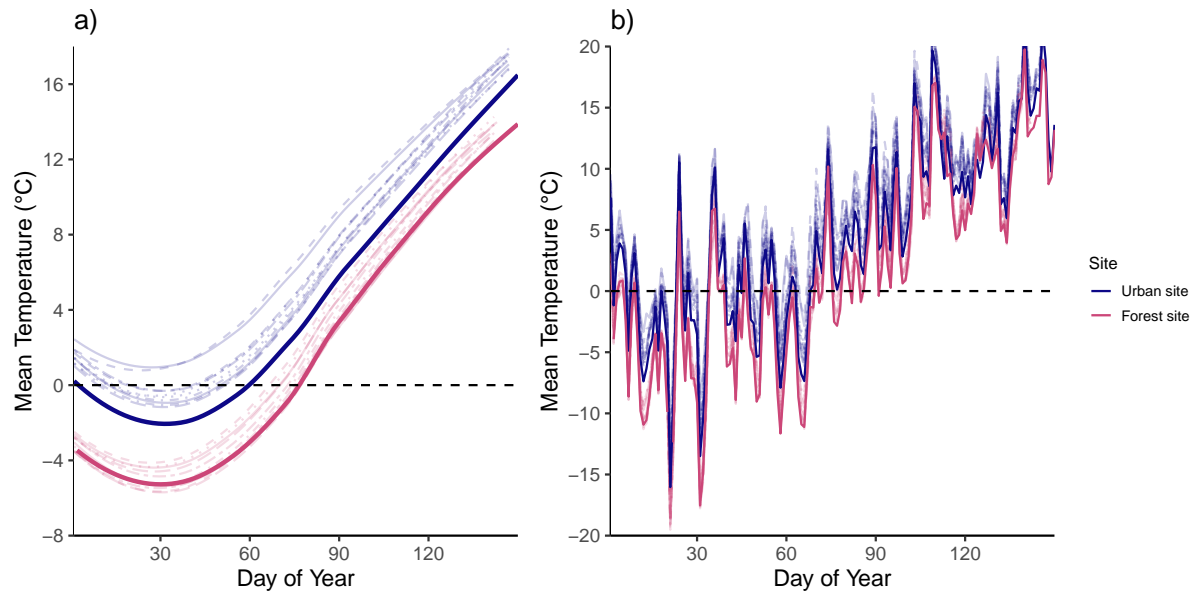 a)
b)
Mean Temperature (°C)
16
12
8
4
0
−4
−8
30
60
90
120
Day of Year
Mean Temperature (°C)
20
15
10
5
0
−5
−10
−15
−20
30
60
90
120
Day of Year
Site
Urban site
Forest site